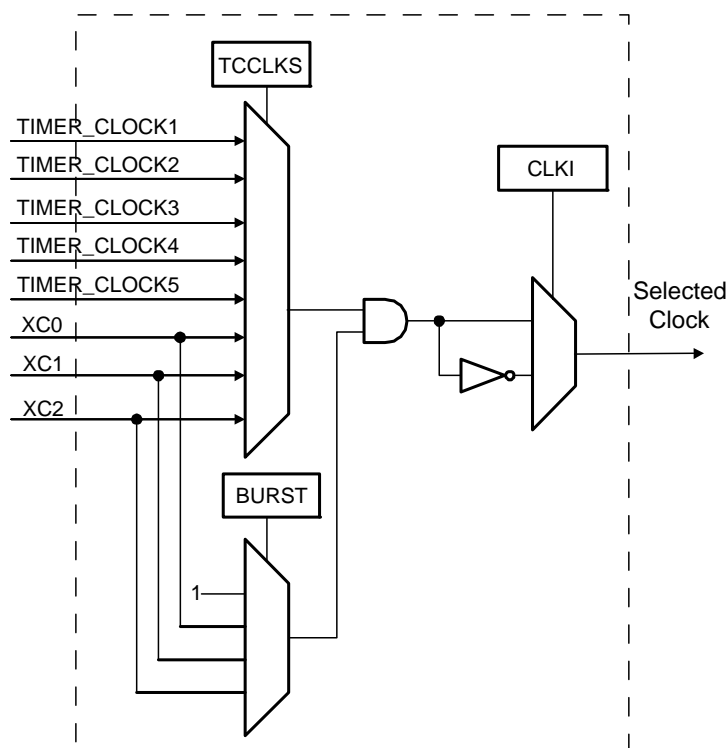 TCCLKS
TIMER_CLOCK1
TIMER_CLOCK2
TIMER_CLOCK3
TIMER_CLOCK4
TIMER_CLOCK5
XC0
XC1
XC2
CLKI
Selected
Clock
BURST
1